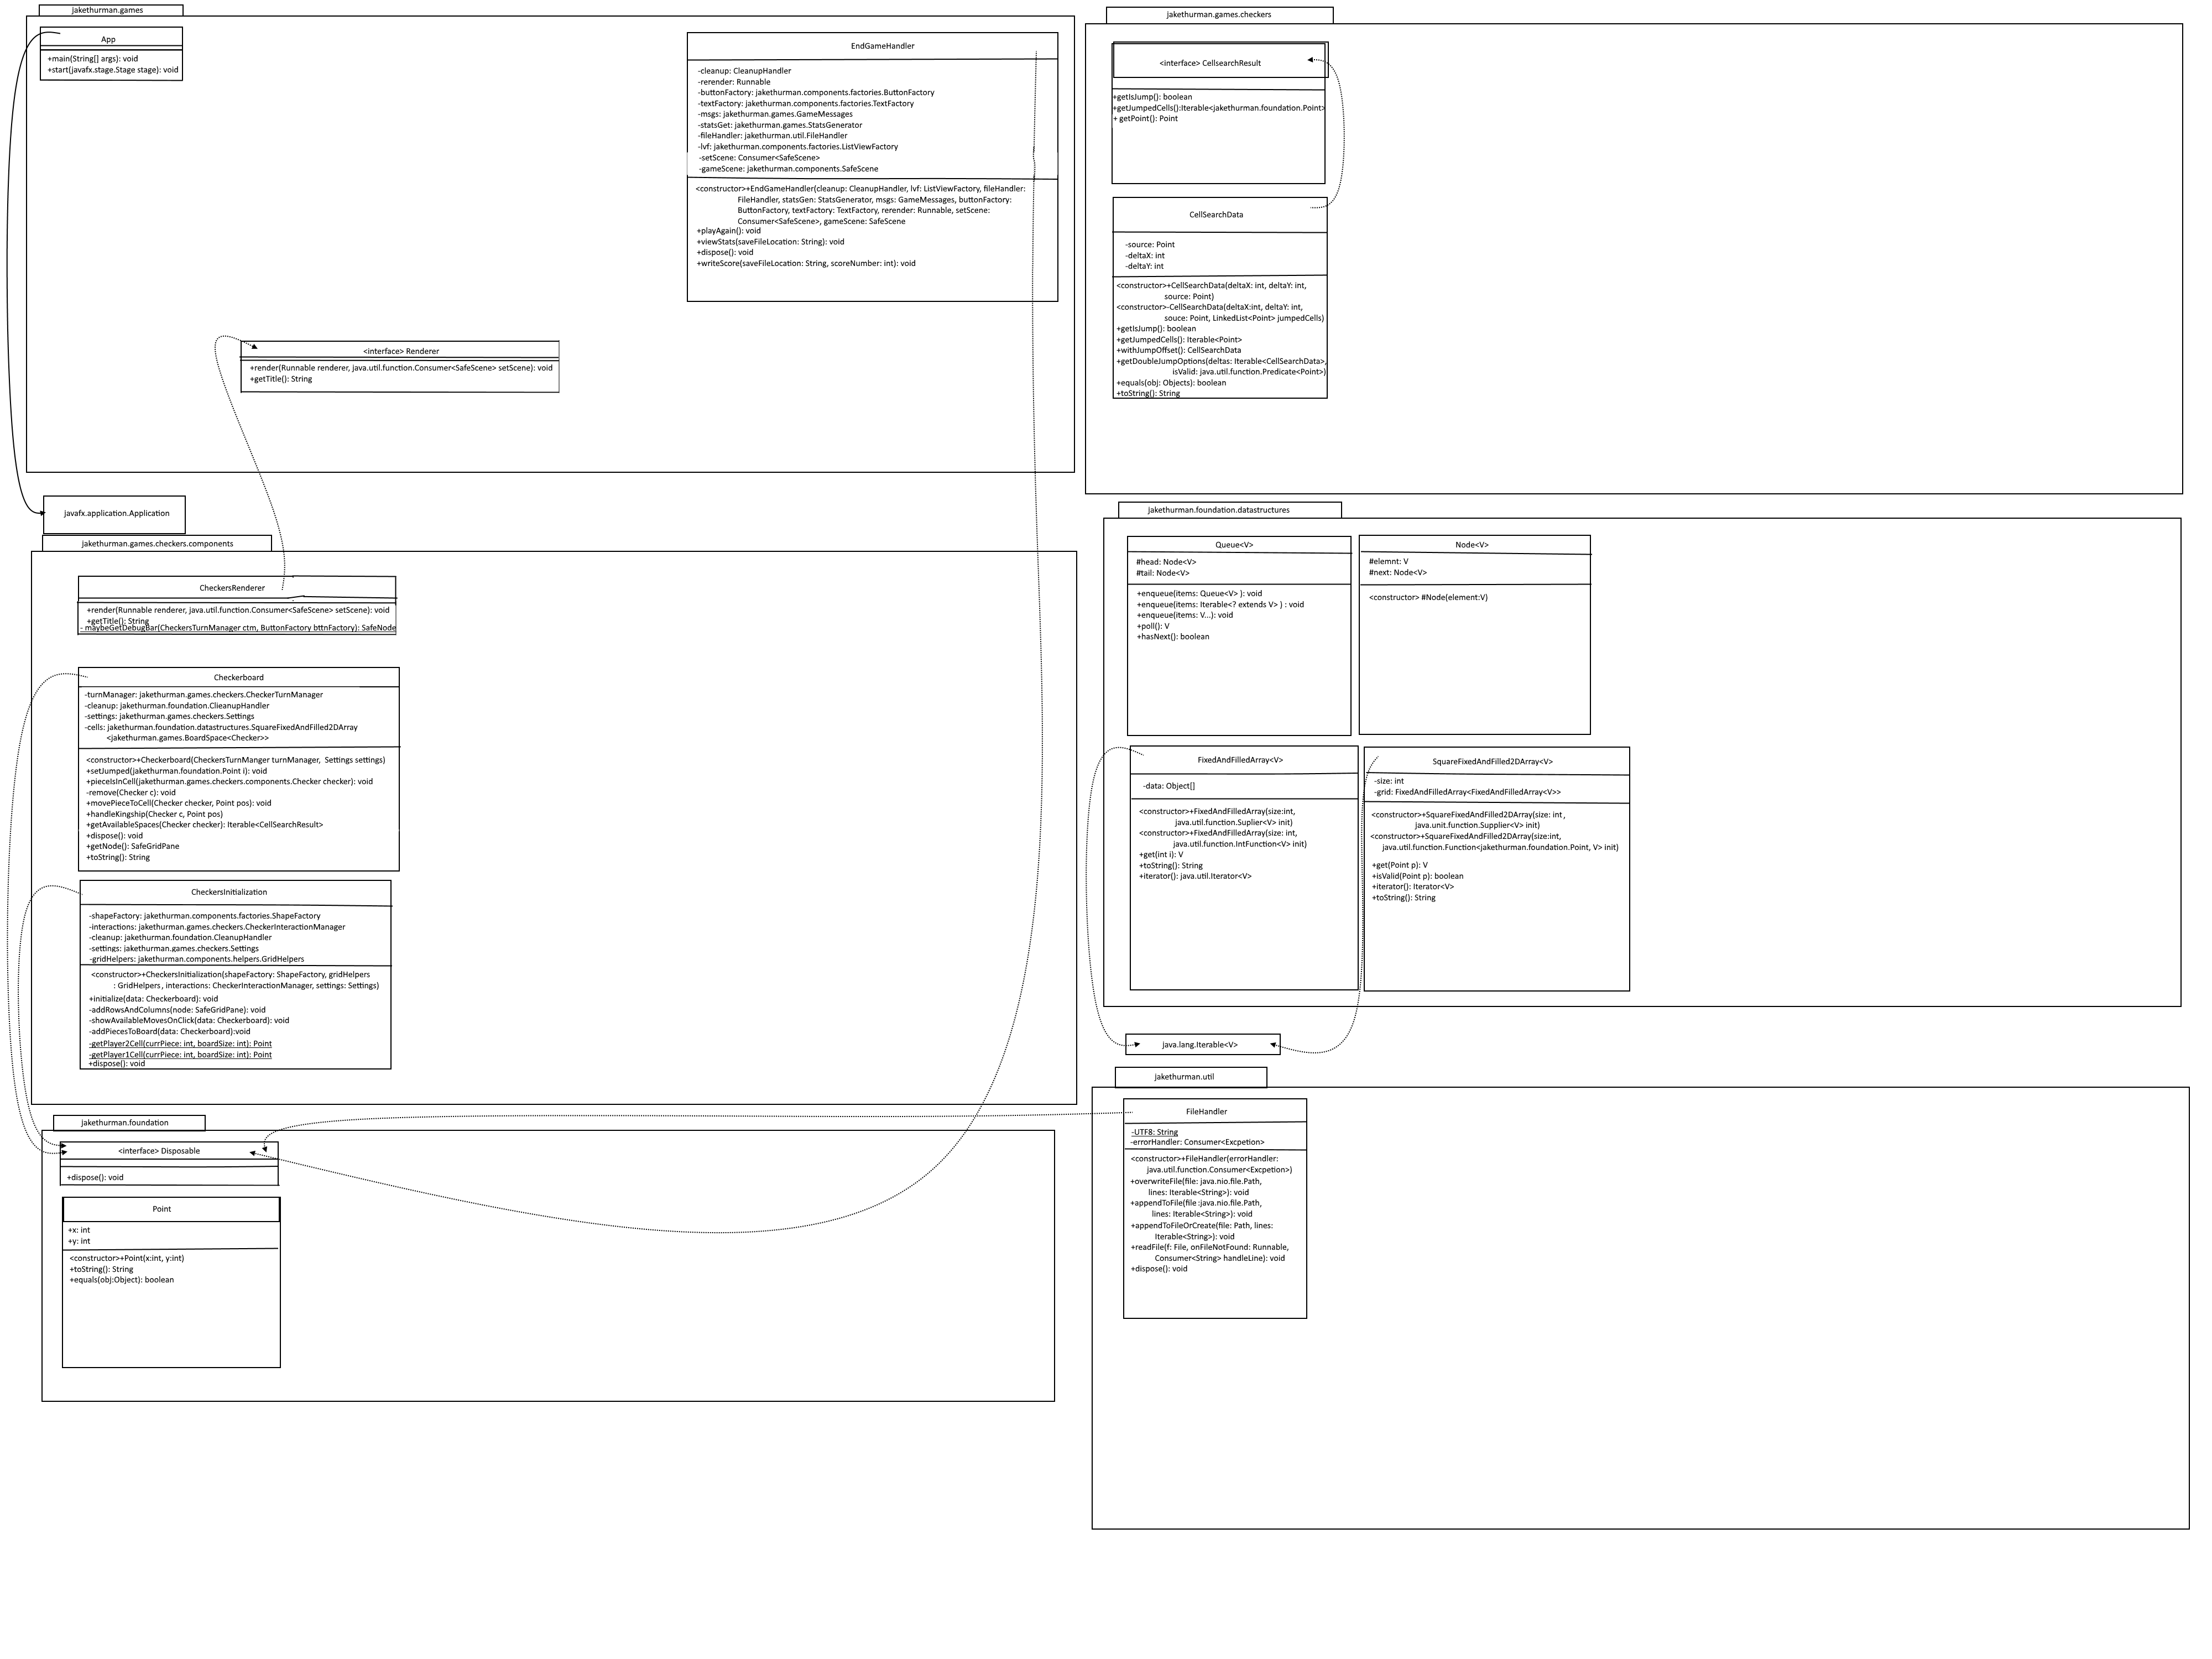 jakethurman.games
App
+main(String[] args): void
+start(javafx.stage.Stage stage): void
EndGameHandler
-cleanup: CleanupHandler
-rerender: Runnable
-buttonFactory: jakethurman.components.factories.ButtonFactory
-textFactory: jakethurman.components.factories.TextFactory
-msgs: jakethurman.games.GameMessages
-statsGet: jakethurman.games.StatsGenerator
-fileHandler: jakethurman.util.FileHandler
-lvf: jakethurman.components.factories.ListViewFactory
-setScene: Consumer<SafeScene>
-gameScene: jakethurman.components.SafeScene
<constructor>+EndGameHandler(cleanup: CleanupHandler, lvf: ListViewFactory, fileHandler:
FileHandler, statsGen: StatsGenerator, msgs: GameMessages, buttonFactory:
ButtonFactory, textFactory: TextFactory, rerender: Runnable, setScene:
Consumer<SafeScene>, gameScene: SafeScene
+playAgain(): void
+viewStats(saveFileLocation: String): void
+dispose(): void
+writeScore(saveFileLocation: String, scoreNumber: int): void
<interface> Renderer
+render(Runnable renderer, java.util.function.Consumer<SafeScene> setScene): void
+getTitle(): String
jakethurman.games.checkers
<interface> CellsearchResult
+getIsJump(): boolean
+getJumpedCells():Iterable<jakethurman.foundation.Point>
+ getPoint(): Point
CellSearchData
-source: Point
-deltaX: int
-deltaY: int
<constructor>+CellSearchData(deltaX: int, deltaY: int,
source: Point)
<constructor>-CellSearchData(deltaX:int, deltaY: int,
souce: Point, LinkedList<Point> jumpedCells)
+getIsJump(): boolean
+getJumpedCells(): Iterable<Point>
+withJumpOffset(): CellSearchData
+getDoubleJumpOptions(deltas: Iterable<CellSearchData>,
isValid: java.util.function.Predicate<Point>)
+equals(obj: Objects): boolean
+toString(): String
javafx.application.Application
jakethurman.games.checkers.components
CheckersRenderer
+render(Runnable renderer, java.util.function.Consumer<SafeScene> setScene): void
+getTitle(): String
- maybeGetDebugBar(CheckersTurnManager ctm, ButtonFactory bttnFactory): SafeNode
Checkerboard
-turnManager: jakethurman.games.checkers.CheckerTurnManager
-cleanup: jakethurman.foundation.ClieanupHandler
-settings: jakethurman.games.checkers.Settings
-cells: jakethurman.foundation.datastructures.SquareFixedAndFilled2DArray
<jakethurman.games.BoardSpace<Checker>>
<constructor>+Checkerboard(CheckersTurnManger turnManager, Settings settings)
+setJumped(jakethurman.foundation.Point i): void
+pieceIsInCell(jakethurman.games.checkers.components.Checker checker): void
-remove(Checker c): void
+movePieceToCell(Checker checker, Point pos): void
+handleKingship(Checker c, Point pos)
+getAvailableSpaces(Checker checker): Iterable<CellSearchResult>
+dispose(): void
+getNode(): SafeGridPane
+toString(): String
CheckersInitialization
-shapeFactory: jakethurman.components.factories.ShapeFactory
-interactions: jakethurman.games.checkers.CheckerInteractionManager
-cleanup: jakethurman.foundation.CleanupHandler
-settings: jakethurman.games.checkers.Settings
-gridHelpers: jakethurman.components.helpers.GridHelpers
<constructor>+CheckersInitialization(shapeFactory: ShapeFactory, gridHelpers
: GridHelpers, interactions: CheckerInteractionManager, settings: Settings)
+initialize(data: Checkerboard): void
-addRowsAndColumns(node: SafeGridPane): void
-showAvailableMovesOnClick(data: Checkerboard): void
-addPiecesToBoard(data: Checkerboard):void
-getPlayer2Cell(currPiece: int, boardSize: int): Point
-getPlayer1Cell(currPiece: int, boardSize: int): Point
+dispose(): void
jakethurman.foundation.datastructures
Queue<V>
#head: Node<V>
#tail: Node<V>
+enqueue(items: Queue<V> ): void
+enqueue(items: Iterable<? extends V> ) : void
+enqueue(items: V...): void
+poll(): V
+hasNext(): boolean
Node<V>
#elemnt: V
#next: Node<V>
<constructor> #Node(element:V)
FixedAndFilledArray<V>
-data: Object[]
<constructor>+FixedAndFilledArray(size:int,
java.util.function.Suplier<V> init)
<constructor>+FixedAndFilledArray(size: int,
java.util.function.IntFunction<V> init)
+get(int i): V
+toString(): String
+iterator(): java.util.Iterator<V>
SquareFixedAndFilled2DArray<V>
-size: int
-grid: FixedAndFilledArray<FixedAndFilledArray<V>>
<constructor>+SquareFixedAndFilled2DArray(size: int ,
java.unit.function.Supplier<V> init)
<constructor>+SquareFixedAndFilled2DArray(size:int,
java.util.function.Function<jakethurman.foundation.Point, V> init)
+get(Point p): V
+isValid(Point p): boolean
+iterator(): Iterator<V>
+toString(): String
java.lang.Iterable<V>
jakethurman.util
FileHandler
-UTF8: String
-errorHandler: Consumer<Excpetion>
<constructor>+FileHandler(errorHandler:
java.util.function.Consumer<Excpetion>)
+overwriteFile(file: java.nio.file.Path,
lines: Iterable<String>): void
+appendToFile(file :java.nio.file.Path,
lines: Iterable<String>): void
+appendToFileOrCreate(file: Path, lines:
Iterable<String>): void
+readFile(f: File, onFileNotFound: Runnable,
Consumer<String> handleLine): void
+dispose(): void
jakethurman.foundation
<interface> Disposable
+dispose(): void
Point
+x: int
+y: int
<constructor>+Point(x:int, y:int)
+toString(): String
+equals(obj:Object): boolean